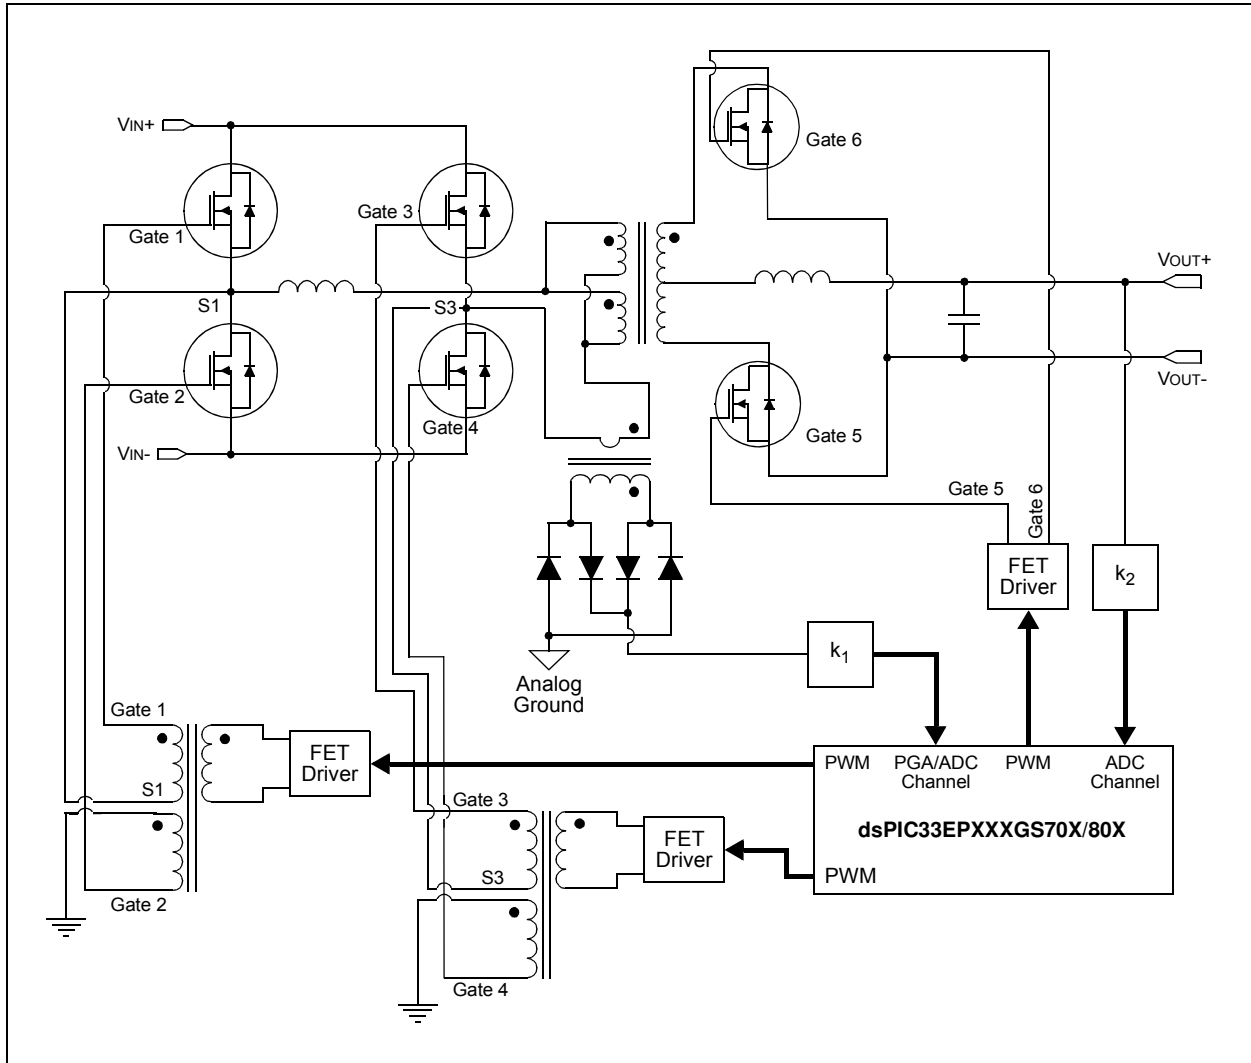 VIN+
Gate 1
Gate 3
Gate 6
S1
S3
VOUT+
Gate 2
Gate 4
VOUT-
VIN-
Gate 5
Gate 5
Gate 6
FET
Driver
k2
k1
Analog
Ground
Gate 1
S1
Gate 2
FET
Driver
Gate 3
S3
Gate 4
FET
Driver
PWM
PGA/ADC
Channel
PWM
ADC
Channel
dsPIC33EPXXXGS70X/80X
PWM